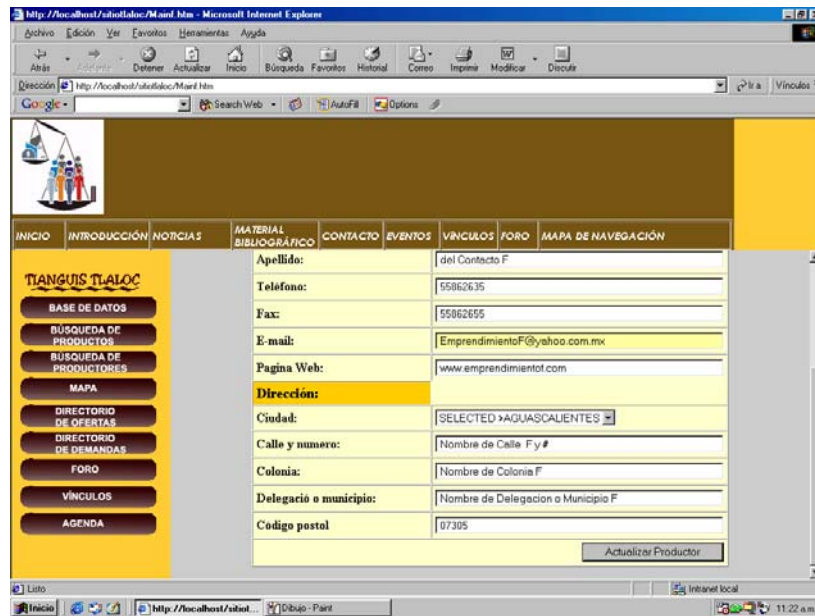 http://localhost/sitiotlaloc/Mainf.htm - Microsoft Internet Explorer
Archivo Edición Ver Favoritos Herramientas Ayuda
Atrás Adelante Detener Actualizar Inicio Búsqueda Favoritos Historial Correo Imprimir Modificar Discutir
Dirección http://localhost/sitiotlaloc/Mainf.htm Ir a Vínculos
Google Search Web AutoFill Options
INICIO INTRODUCCIÓN NOTICIAS MATERIAL BIBLIOGRÁFICO CONTACTO EVENTOS VíNCULOS FORO MAPA DE NAVEGACIÓN
TIANGUIS TLALOC
BASE DE DATOS
BÚSQUEDA DE
PRODUCTOS
BÚSQUEDA DE
PRODUCTORES
MAPA
DIRECTORIO
DE OFERTAS
DIRECTORIO
DE DEMANDAS
FORO
VÍNCULOS
AGENDA
Apellido: del Contacto F
Teléfono: 55862635
Fax: 55862655
E-mail: EmprendimientoF@yahoo.com.mx
Pagina Web: www.emprendimientof.com
Dirección:
Ciudad: SELECTED>AGUASCALIENTES
Calle y numero: Nombre de Calle F y #
Colonia: Nombre de Colonia F
Delegació o municipio: Nombre de Delegacion o Municipio F
Código postol 07305
Actualizar Productor
Listo Intranet local
Inicio http://localhost/sitiot... Dibujo - Paint 11:22 a.m.